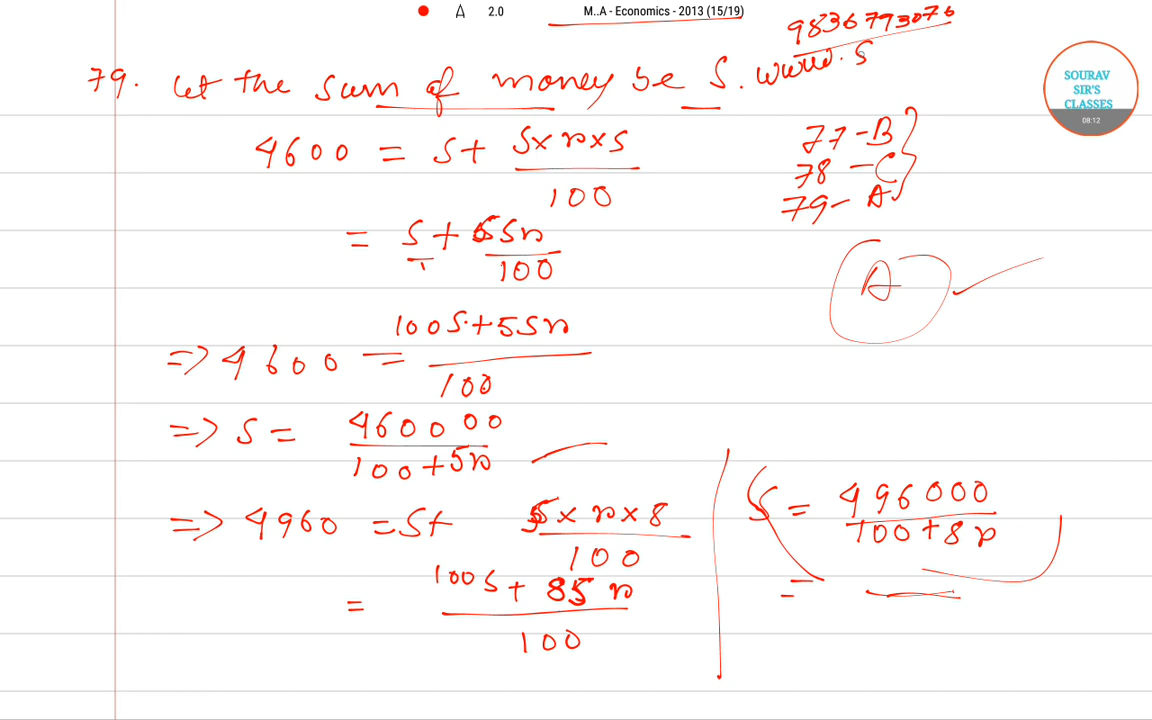 A 2.0 M..A - Economics - 2013 (15/19)
9836793076
79. Let the sum of money be S. www.S
SOURAV
SIR'S
CLASSES
08:12
77-B
78-C
79-A
4600 = S+ S×r×5
100
= S + 5Sr
100
A
=> 4600 = 100S+5Sr
100
=> S = 460000
100+5r
=> 4960 = S+ S×r×8
100
= 100S + 8Sr
100
S = 496000
100+8r
=